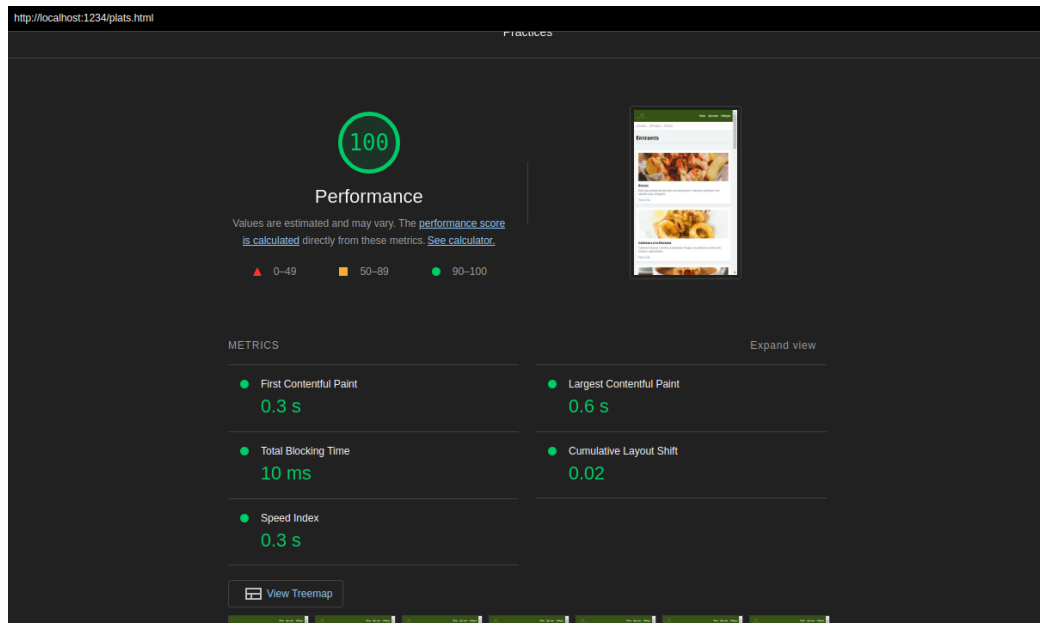 http://localhost:1234/plats.html
Practices
100
Performance
Values are estimated and may vary. The performance score
is calculated directly from these metrics. See calculator.
0–49
50–89
90–100
Entrants
METRICS
Expand view
First Contentful Paint
0.3 s
Largest Contentful Paint
0.6 s
Total Blocking Time
10 ms
Cumulative Layout Shift
0.02
Speed Index
0.3 s
View Treemap